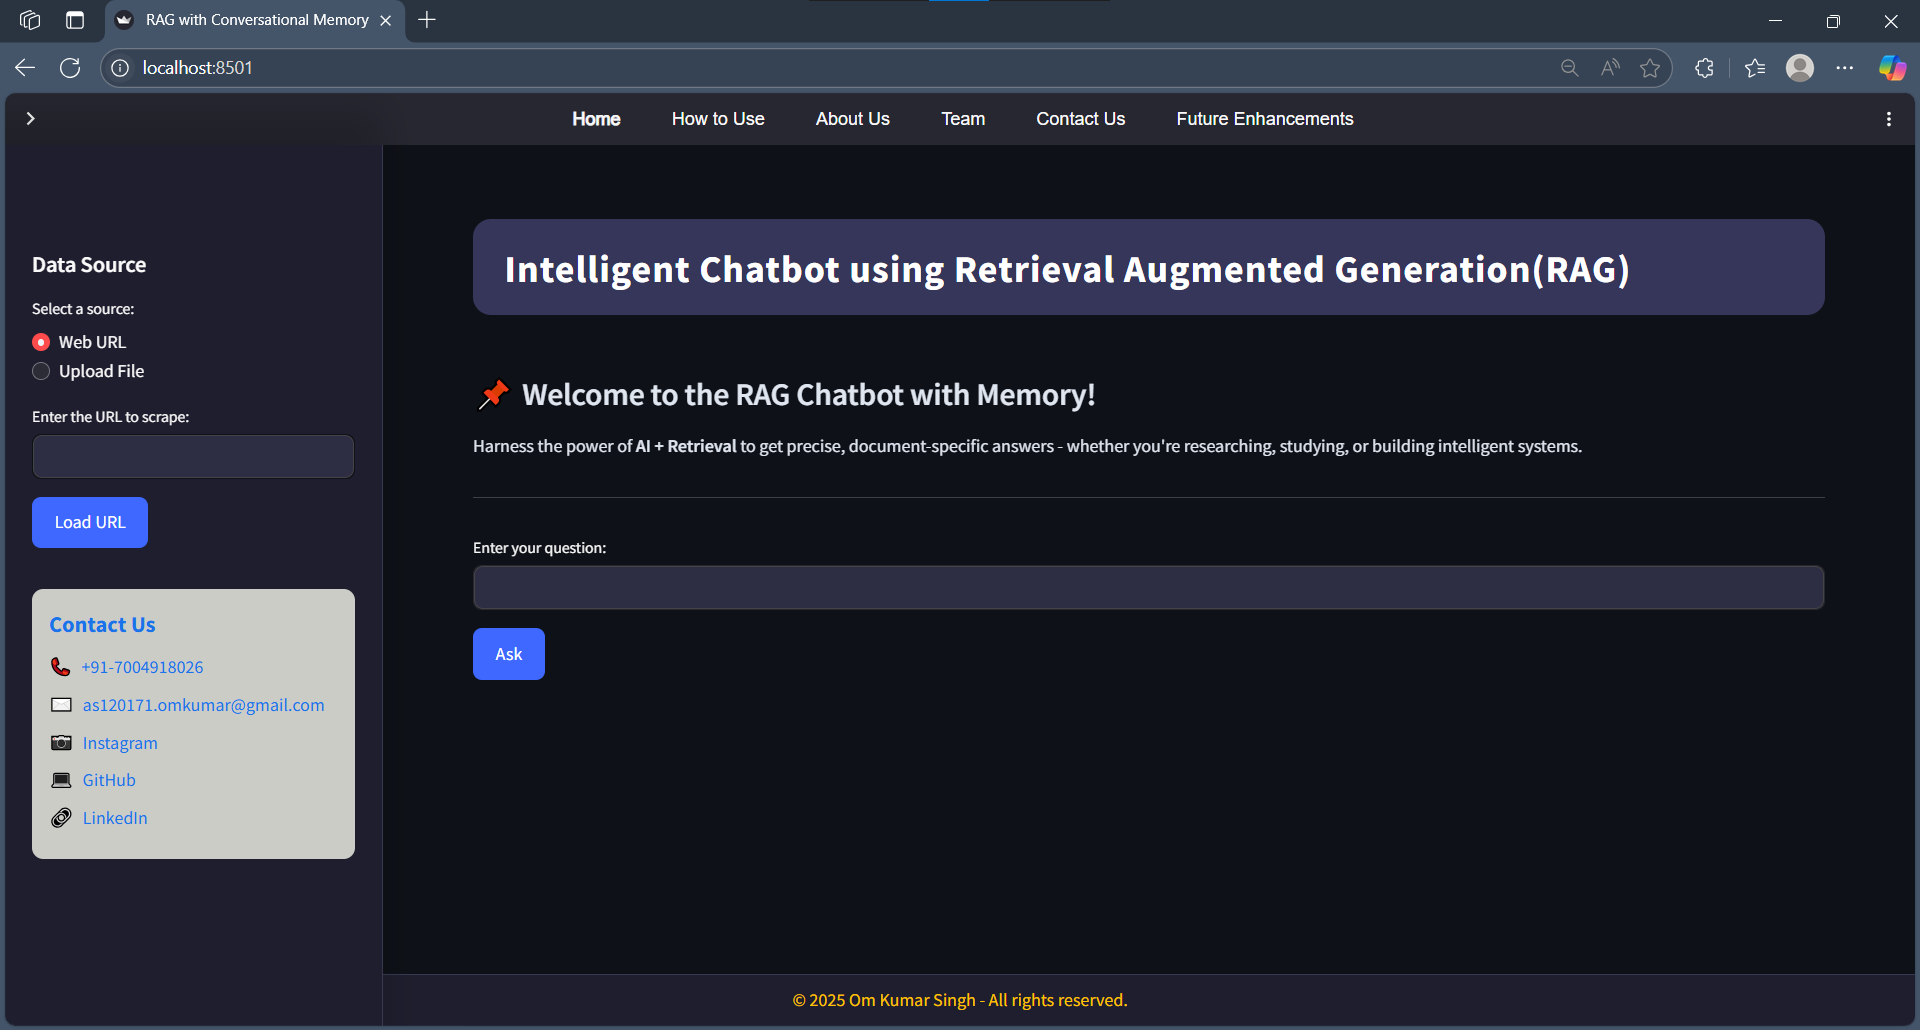 RAG with Conversational Memory
localhost:8501
Home How to Use About Us Team Contact Us Future Enhancements
Data Source
Select a source:
Web URL
Upload File
Enter the URL to scrape:
Load URL
Contact Us
+91-7004918026
as120171.omkumar@gmail.com
Instagram
GitHub
LinkedIn
Intelligent Chatbot using Retrieval Augmented Generation(RAG)
Welcome to the RAG Chatbot with Memory!
Harness the power of AI + Retrieval to get precise, document-specific answers - whether you're researching, studying, or building intelligent systems.
Enter your question:
Ask
© 2025 Om Kumar Singh - All rights reserved.